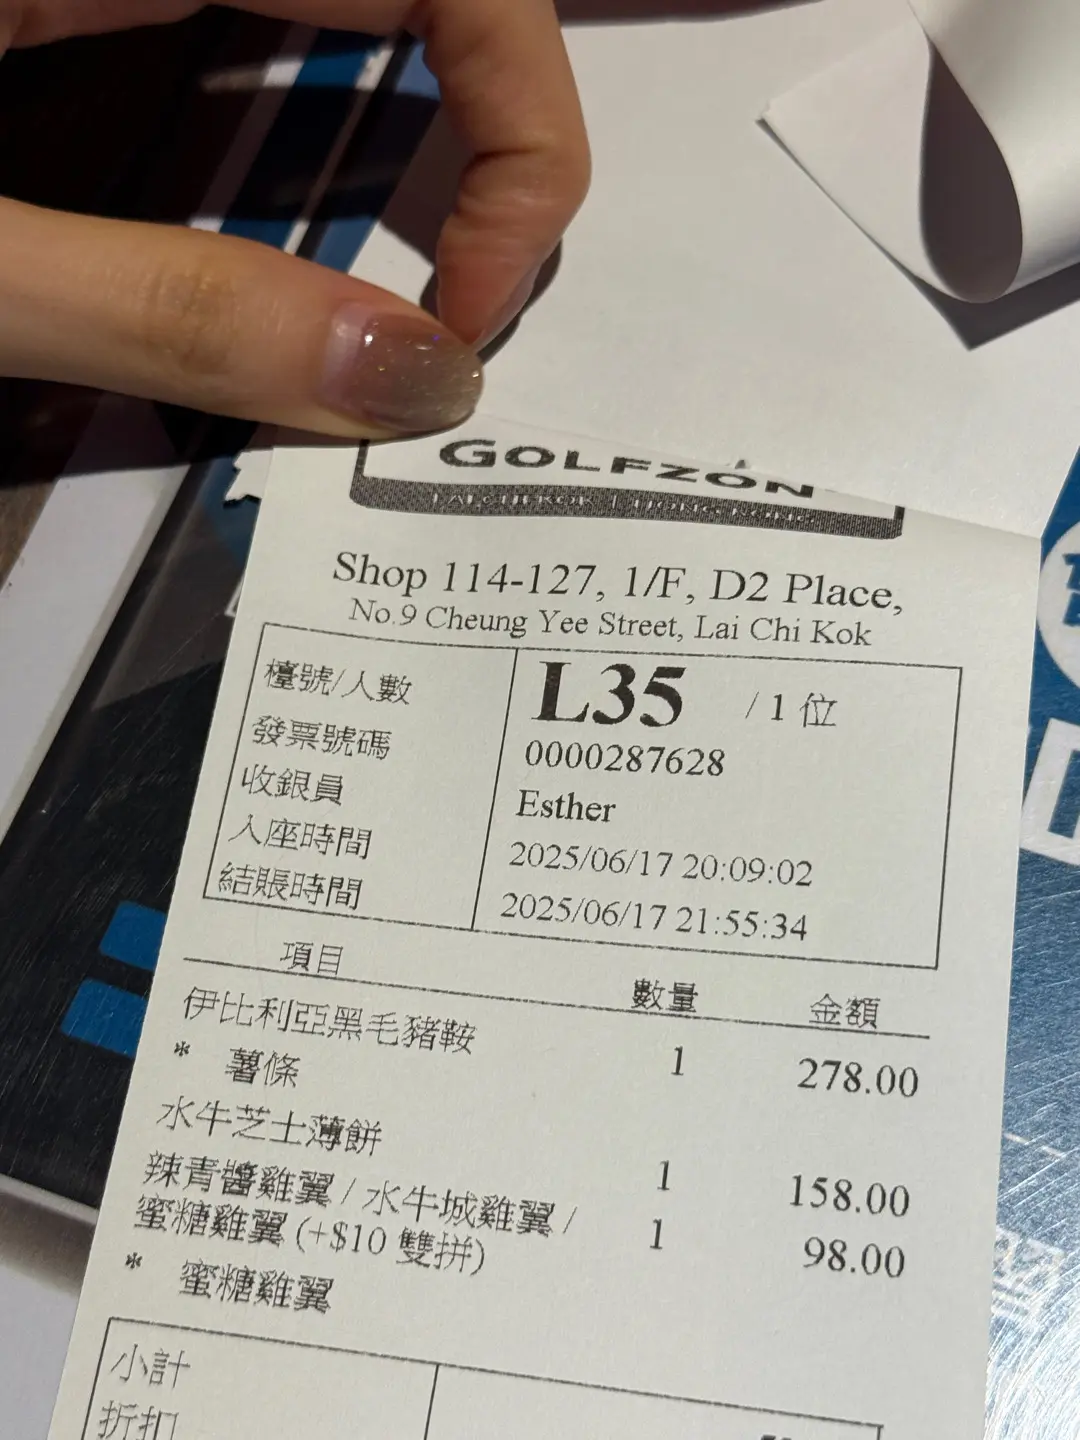 GOLFZON
LAI CHI KOK | HONG KONG
Shop 114-127, 1/F, D2 Place,
No.9 Cheung Yee Street, Lai Chi Kok
檯號/人數 L35 / 1 位
發票號碼 0000287628
收銀員 Esther
入座時間 2025/06/17 20:09:02
結賬時間 2025/06/17 21:55:34
項目 數量 金額
伊比利亞黑毛豬鞍 1 278.00
* 薯條
水牛芝士薄餅 1 158.00
辣青醬雞翼 / 水牛城雞翼 / 1 98.00
蜜糖雞翼 (+$10 雙拼)
* 蜜糖雞翼
小計
折扣